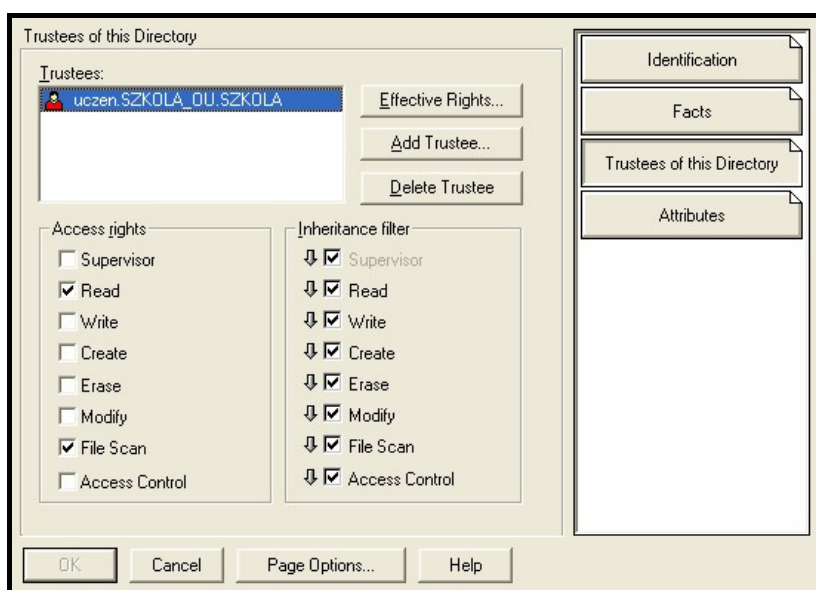 Trustees of this Directory
Trustees:
uczen.SZKOLA_OU.SZKOLA
Effective Rights...
Add Trustee...
Delete Trustee
Access rights
Supervisor
Read
Write
Create
Erase
Modify
File Scan
Access Control
Inheritance filter
Supervisor
Read
Write
Create
Erase
Modify
File Scan
Access Control
OK
Cancel
Page Options...
Help
Identification
Facts
Trustees of this Directory
Attributes